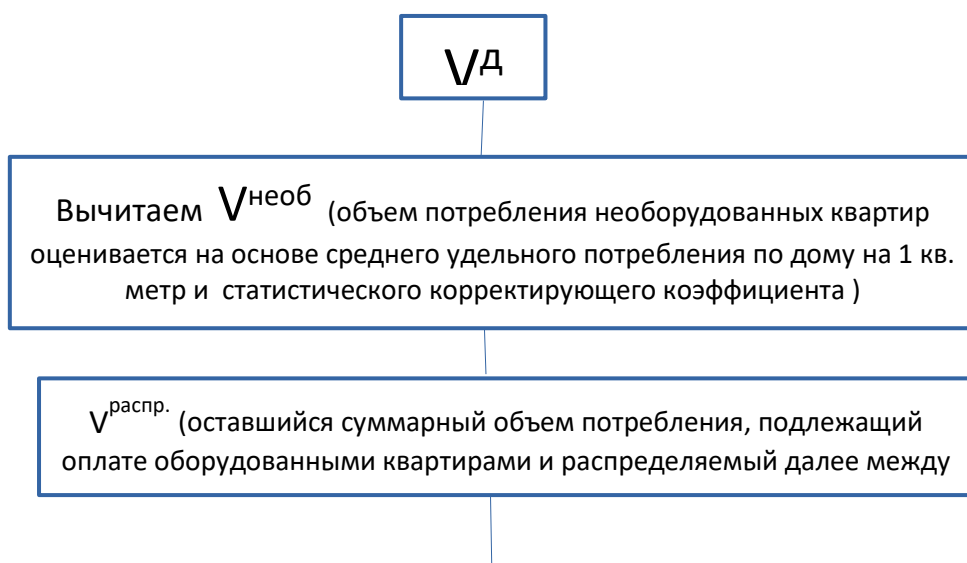 Vд
Вычитаем Vнеоб (объем потребления необорудованных квартир
оценивается на основе среднего удельного потребления по дому на 1 кв.
метр и статистического корректирующего коэффициента )
Vраспр. (оставшийся суммарный объем потребления, подлежащий
оплате оборудованными квартирами и распределяемый далее между